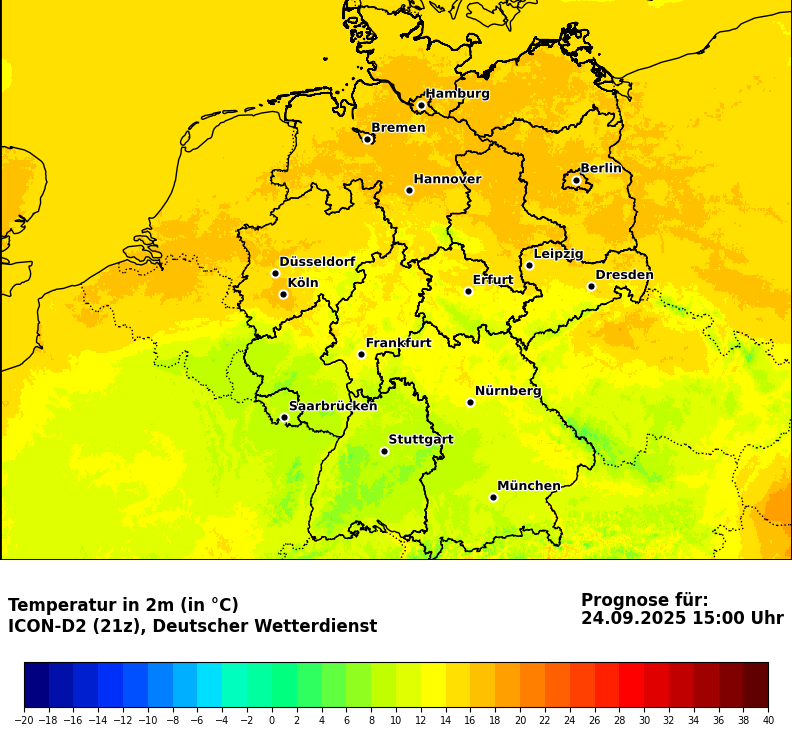 Hamburg
Bremen
Berlin
Hannover
Leipzig
Düsseldorf
Dresden
Köln
Erfurt
Frankfurt
Nürnberg
Saarbrücken
Stuttgart
München
Temperatur in 2m (in °C)
ICON-D2 (21z), Deutscher Wetterdienst
Prognose für:
24.09.2025 15:00 Uhr
−20 −18 −16 −14 −12 −10 −8 −6 −4 −2 0 2 4 6 8 10 12 14 16 18 20 22 24 26 28 30 32 34 36 38 40